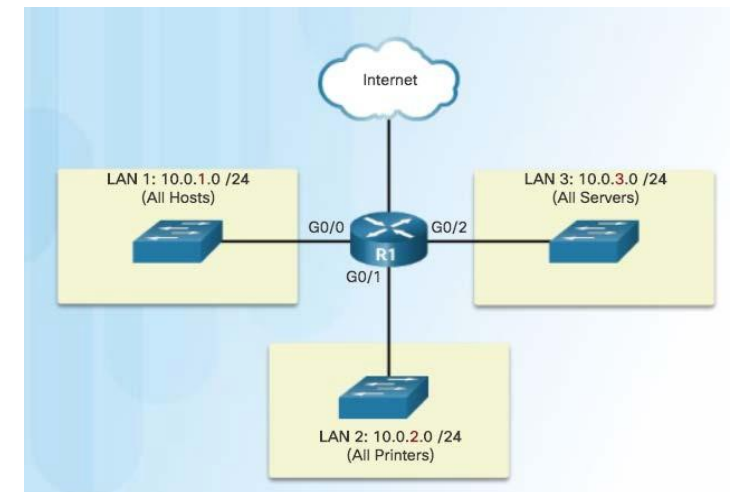 Internet
LAN 1: 10.0.1.0 /24
(All Hosts)
LAN 3: 10.0.3.0 /24
(All Servers)
G0/0
G0/2
R1
G0/1
LAN 2: 10.0.2.0 /24
(All Printers)